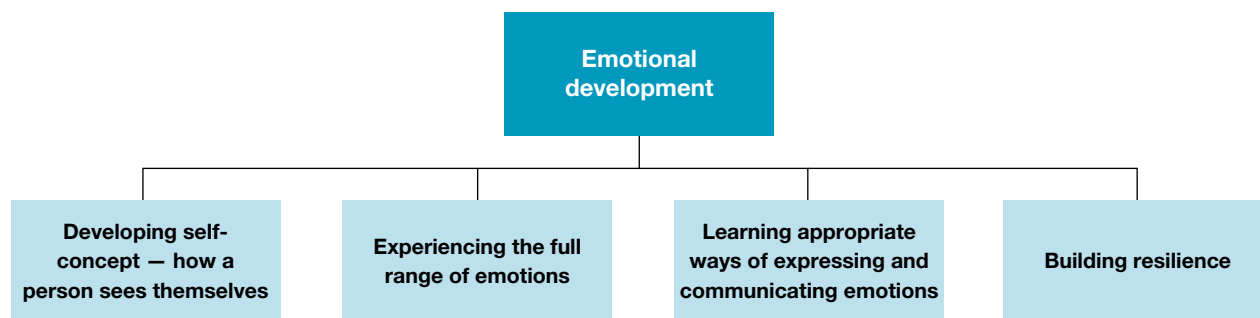 Emotional
development
Developing self-
concept — how a
person sees themselves
Experiencing the full
range of emotions
Learning appropriate
ways of expressing and
communicating emotions
Building resilience